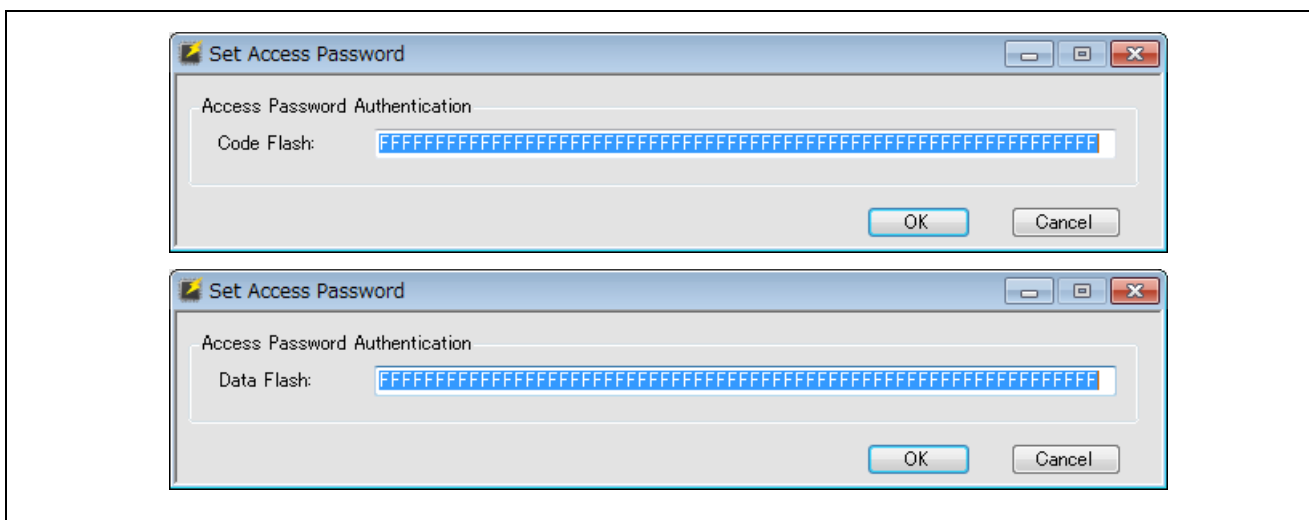 Set Access Password
Access Password Authentication
Code Flash: FFFFFFFFFFFFFFFFFFFFFFFFFFFFFFFFFFFFFFFFFFFFFFFFFFFFFFFFFFFFFFFF
OK Cancel
Set Access Password
Access Password Authentication
Data Flash: FFFFFFFFFFFFFFFFFFFFFFFFFFFFFFFFFFFFFFFFFFFFFFFFFFFFFFFFFFFFFFFF
OK Cancel